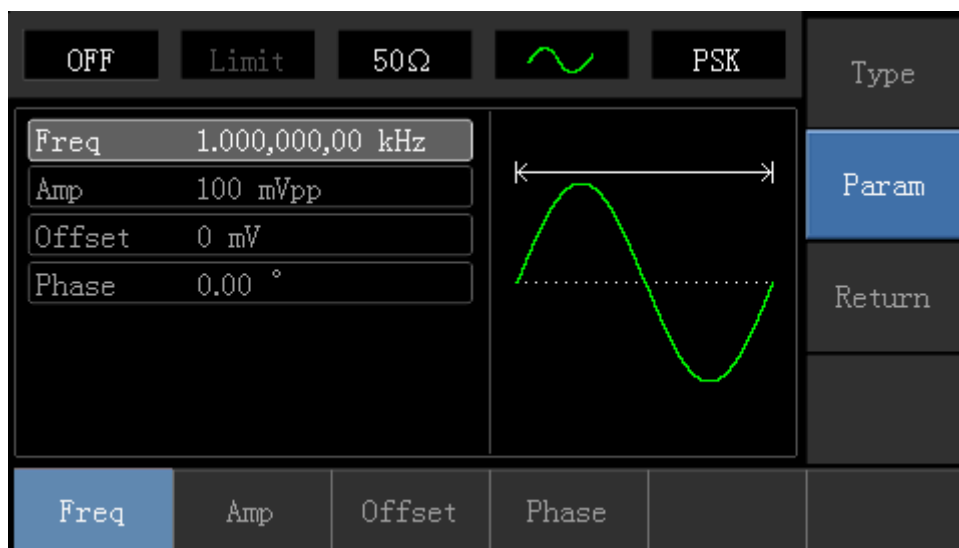 OFF Limit 50Ω PSK
Type
Freq 1.000,000,00 kHz
Amp 100 mVpp
Param
Offset 0 mV
Phase 0.00 °
Return
Freq Amp Offset Phase